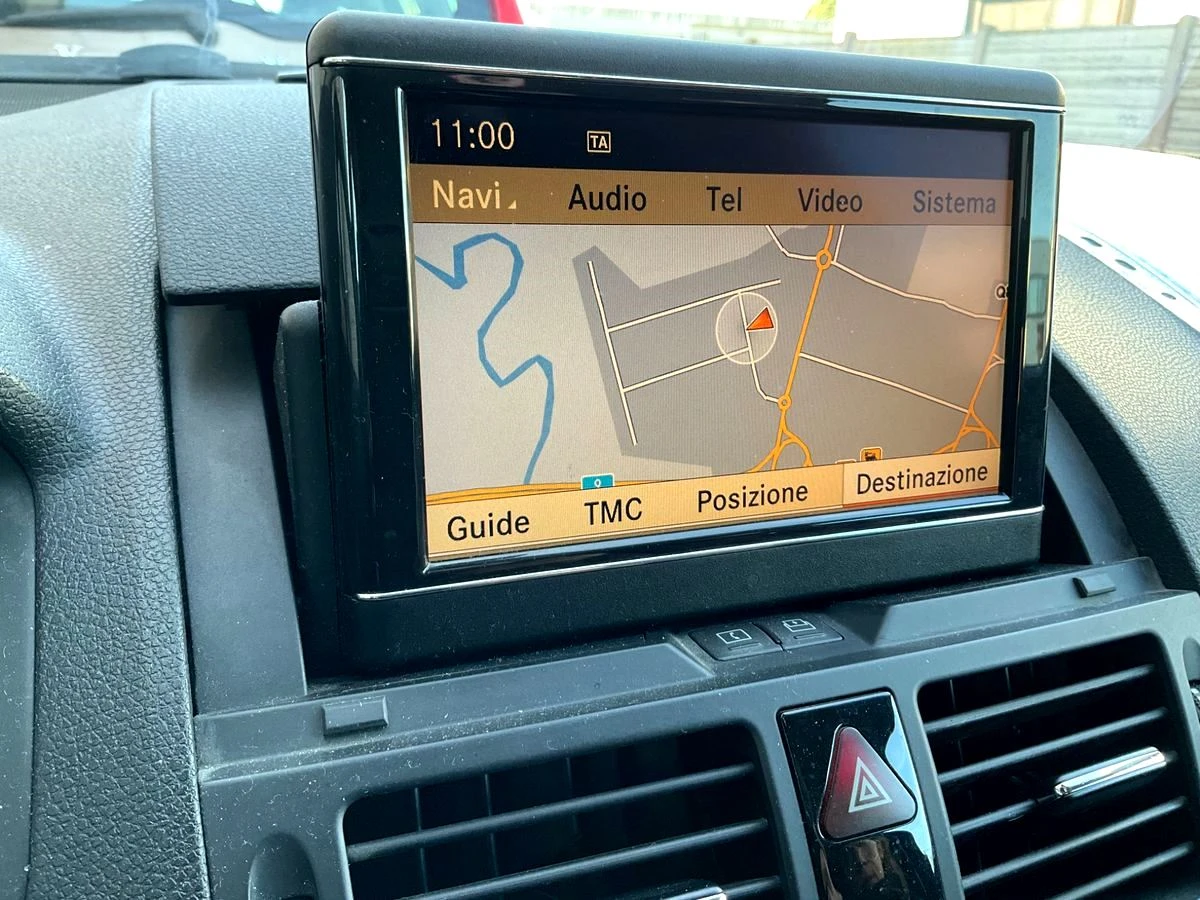 11:00 TA
Navi Audio Tel Video Sistema
Guide TMC Posizione Destinazione